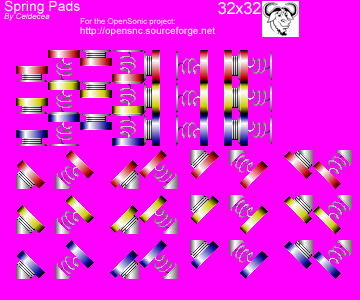 Spring Pads
32x32
By Celdecea
For the OpenSonic project:
http://opensnc.sourceforge.net